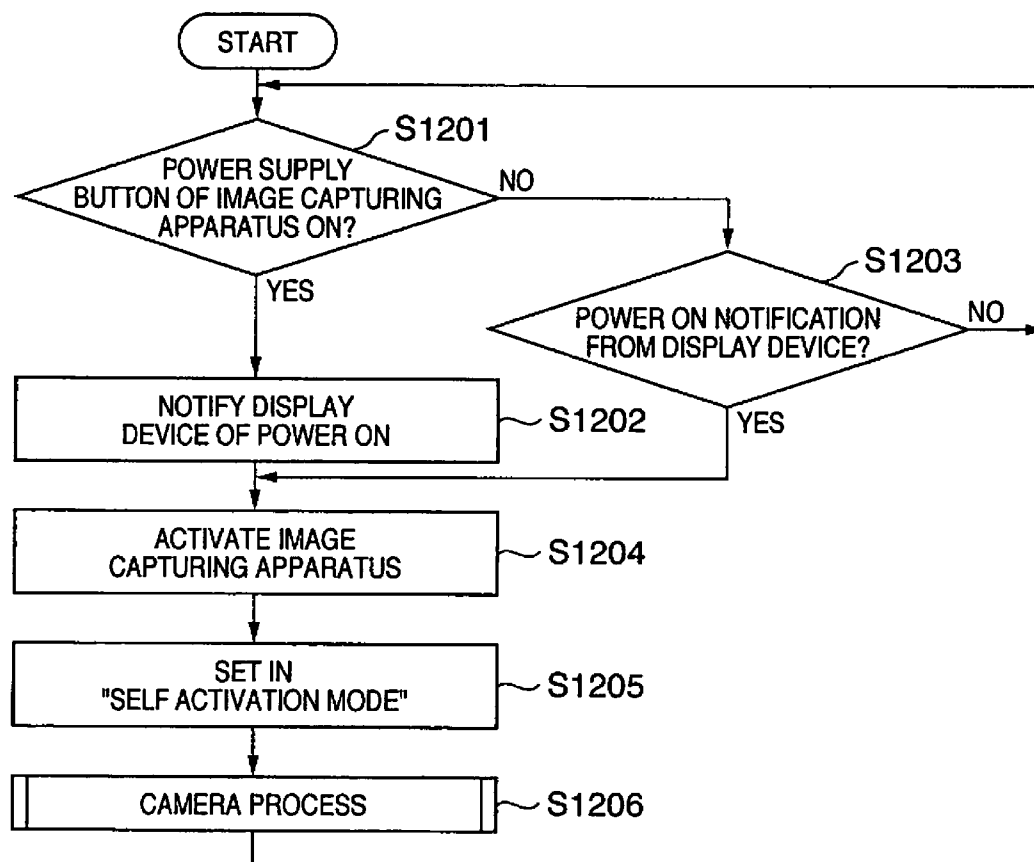 START
S1201
POWER SUPPLY
BUTTON OF IMAGE CAPTURING
APPARATUS ON?
NO
YES
S1203
POWER ON NOTIFICATION
FROM DISPLAY DEVICE?
NO
YES
NOTIFY DISPLAY
DEVICE OF POWER ON
S1202
ACTIVATE IMAGE
CAPTURING APPARATUS
S1204
SET IN
"SELF ACTIVATION MODE"
S1205
CAMERA PROCESS
S1206